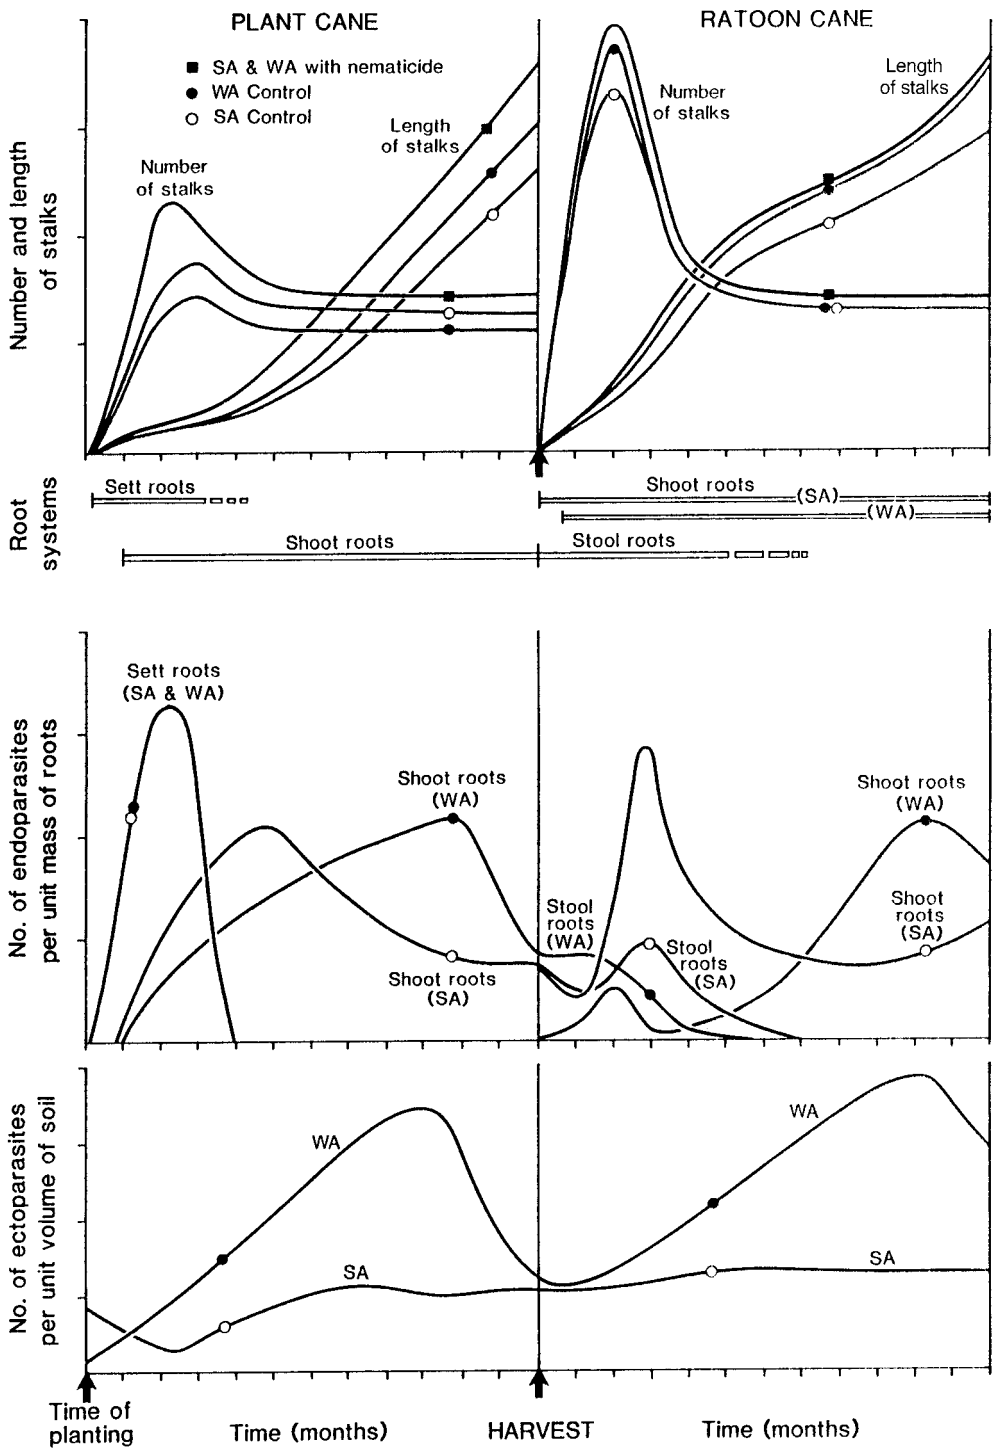 PLANT CANE
RATOON CANE
SA & WA with nematicide
WA Control
SA Control
Number
of stalks
Length
of stalks
Number
of stalks
Length
of stalks
Number and length
of stalks
Root
systems
Sett roots
Shoot roots
Shoot roots
(SA)
(WA)
Stool roots
No. of endoparasites
per unit mass of roots
Sett roots
(SA & WA)
Shoot roots
(WA)
Shoot roots
(SA)
Stool
roots
(WA)
Stool
roots
(SA)
Shoot roots
(WA)
Shoot
roots
(SA)
No. of ectoparasites
per unit volume of soil
WA
SA
WA
SA
Time of
planting
Time (months)
HARVEST
Time (months)